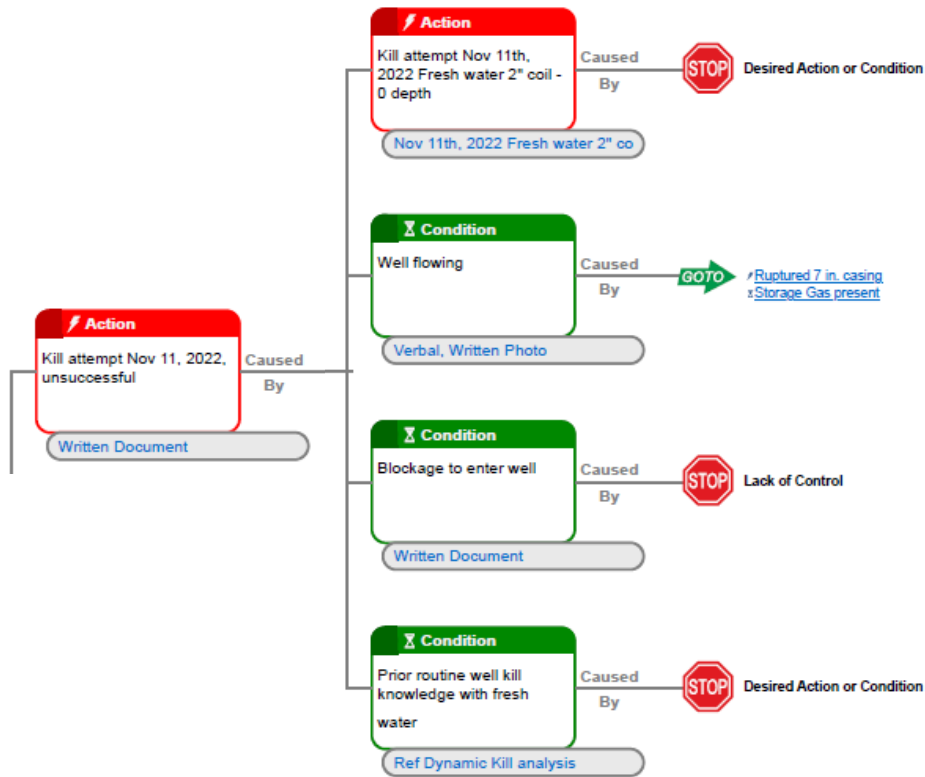 Action
Kill attempt Nov 11th,
2022 Fresh water 2" coil -
0 depth
Nov 11th, 2022 Fresh water 2" co
Caused
By
STOP
Desired Action or Condition
Condition
Well flowing
Verbal, Written Photo
Caused
By
GOTO
Ruptured 7 in. casing
Storage Gas present
Action
Kill attempt Nov 11, 2022,
unsuccessful
Written Document
Caused
By
Condition
Blockage to enter well
Written Document
Caused
By
STOP
Lack of Control
Condition
Prior routine well kill
knowledge with fresh
water
Ref Dynamic Kill analysis
Caused
By
STOP
Desired Action or Condition